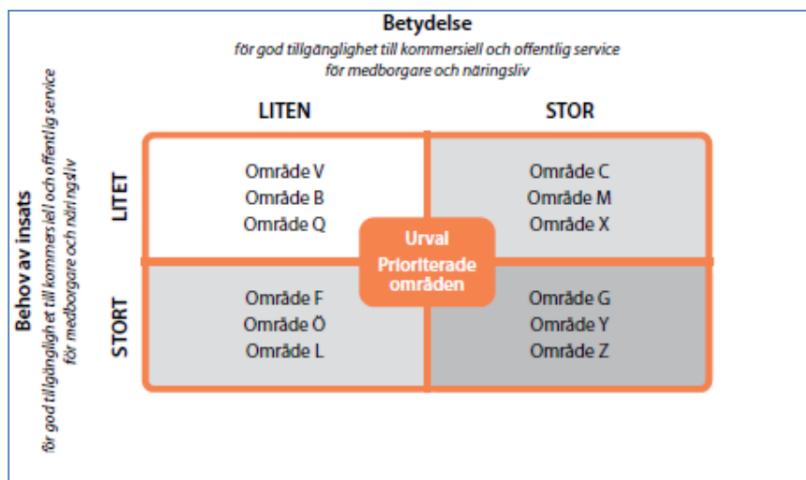 Betydelse
för god tillgänglighet till kommersiell och offentlig service
för medborgare och näringsliv
LITEN
STOR
Behov av insats
för god tillgänglighet till kommersiell och offentlig service
för medborgare och näringsliv
LITET
Område V
Område B
Område Q
Område C
Område M
Område X
Urval
Prioriterade
områden
STORT
Område F
Område Ö
Område L
Område G
Område Y
Område Z